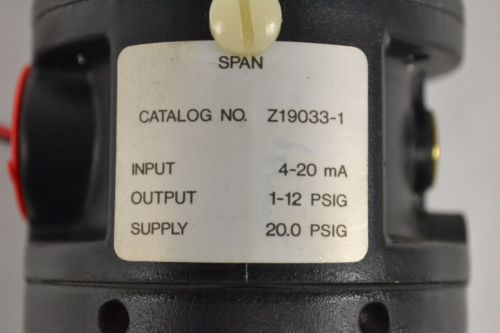 SPAN
CATALOG NO. Z19033-1
INPUT 4-20 mA
OUTPUT 1-12 PSIG
SUPPLY 20.0 PSIG